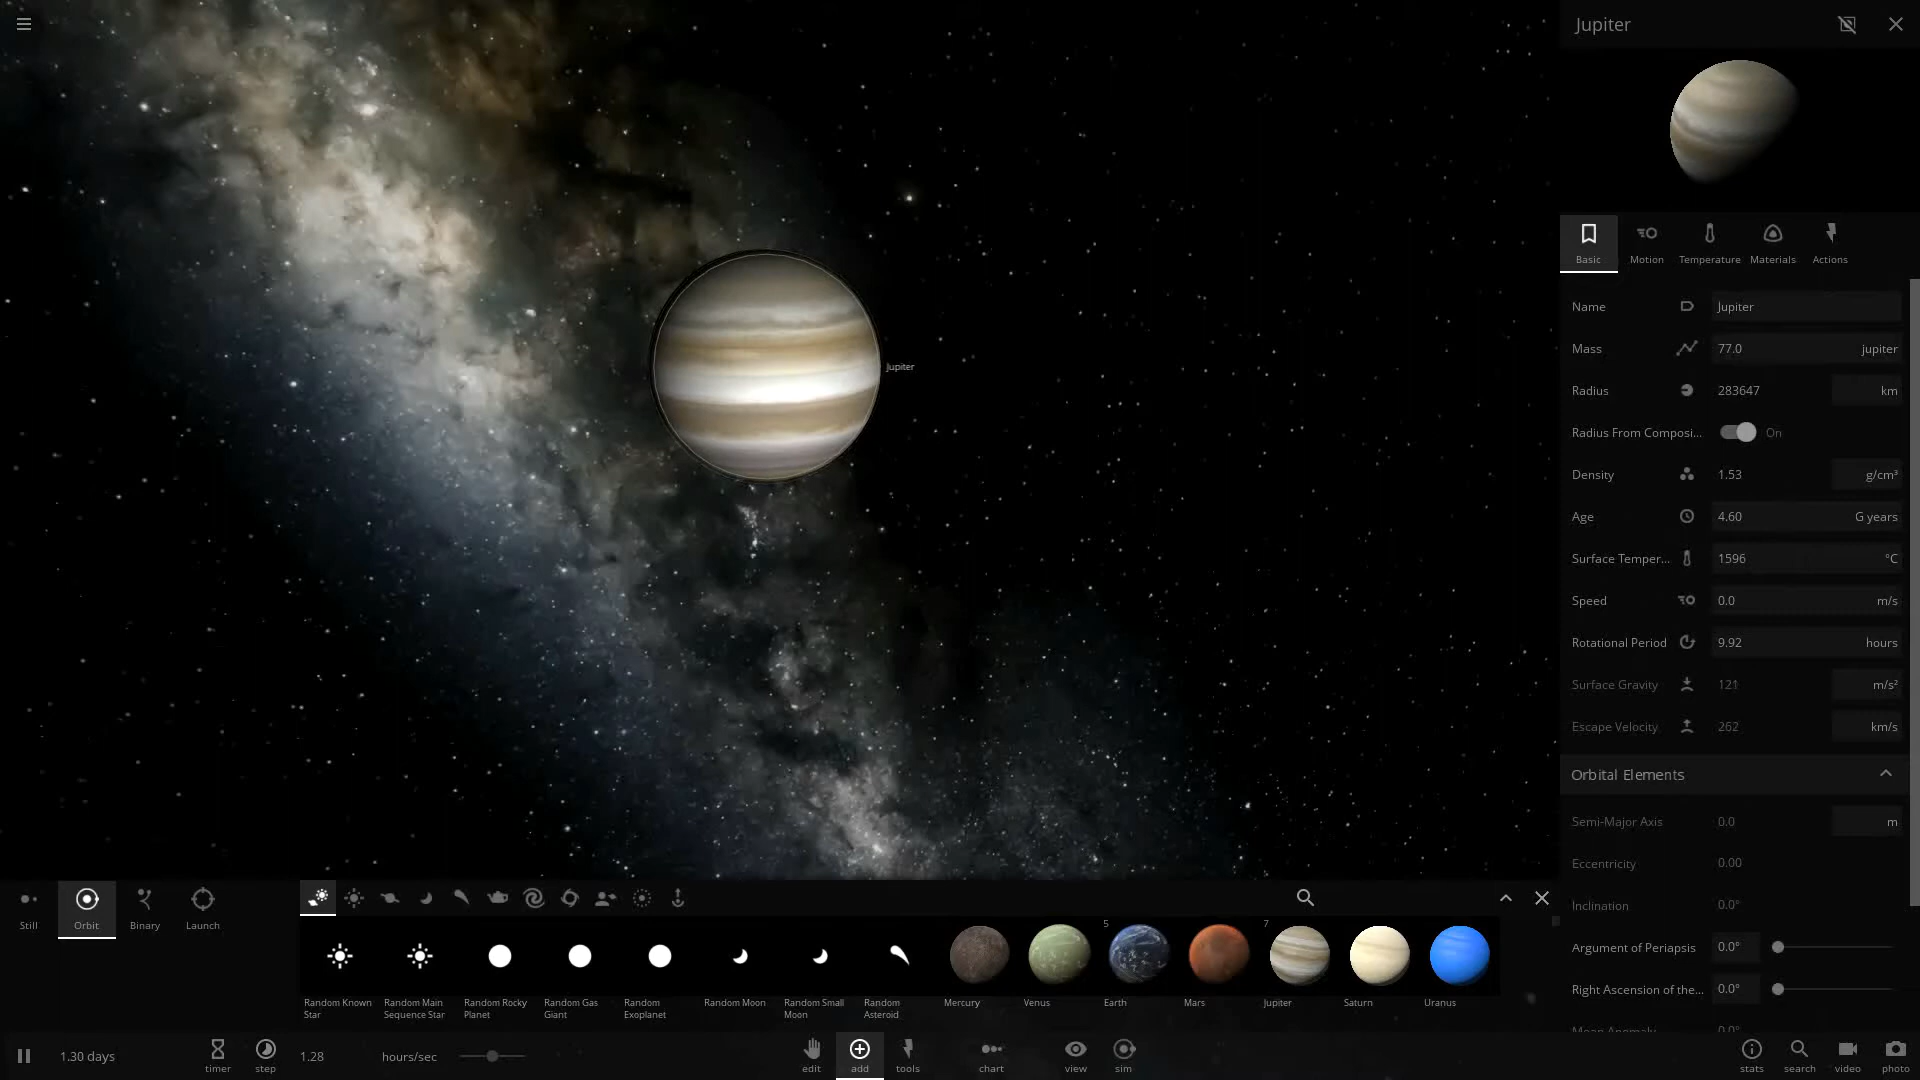 Jupiter
Basic
Motion
Temperature
Materials
Actions
Name
Jupiter
Mass
77.0
jupiter
Radius
283647
km
Radius From Composi...
On
Density
1.53
g/cm³
Age
4.60
G years
Surface Temper...
1596
°C
Speed
0.0
m/s
Rotational Period
9.92
hours
Surface Gravity
121
m/s²
Escape Velocity
262
km/s
Orbital Elements
Semi-Major Axis
0.0
m
Eccentricity
0.00
Inclination
0.0°
Argument of Periapsis
0.0°
Right Ascension of the...
0.0°
Mean Anomaly
0.0°
Jupiter
Still
Orbit
Binary
Launch
5
7
Random Known
Star
Random Main
Sequence Star
Random Rocky
Planet
Random Gas
Giant
Random
Exoplanet
Random Moon
Random Small
Moon
Random
Asteroid
Mercury
Venus
Earth
Mars
Jupiter
Saturn
Uranus
1.30 days
timer
step
1.28
hours/sec
edit
add
tools
chart
view
sim
stats
search
video
photo